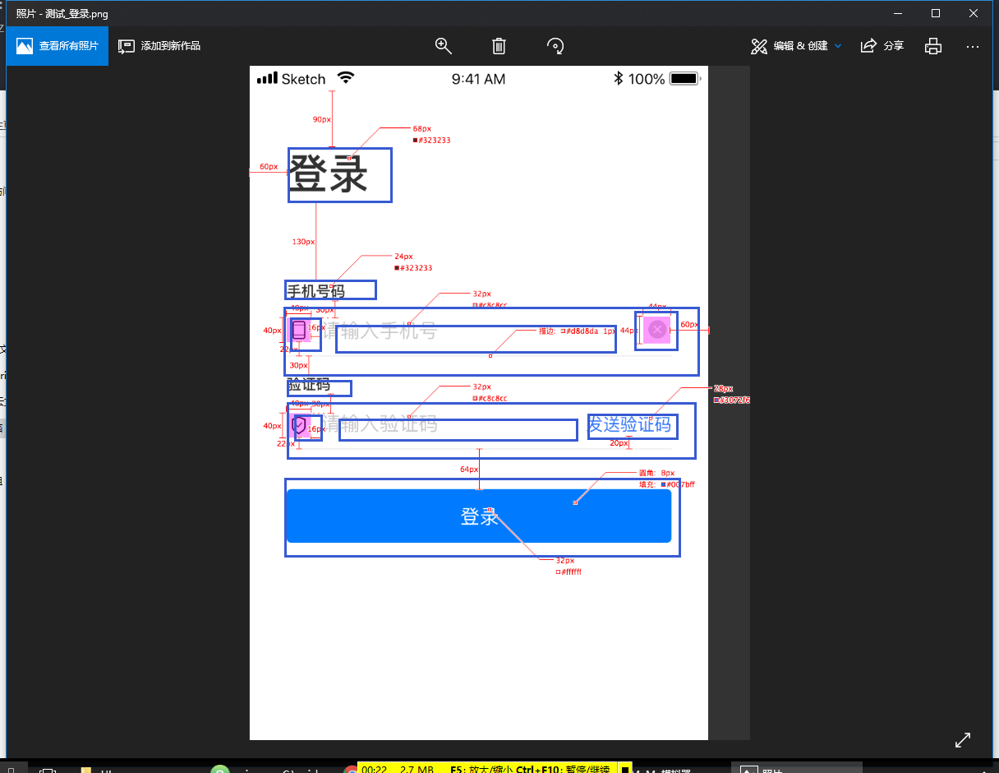 照片 - 测试_登录.png
查看所有照片
添加到新作品
编辑 & 创建
分享
Sketch
9:41 AM
100%
90px
68px
#323233
60px
登录
130px
24px
#323233
手机号码
32px
#c8c8cc
40px
30px
44px
40px
16px
请输入手机号
描边: #d8d8da 1px
44px
60px
22px
30px
验证码
32px
#c8c8cc
28px
#3072f6
40px
30px
40px
16px
请输入验证码
发送验证码
22px
20px
64px
圆角: 8px
填充: #007bff
登录
32px
#ffffff
00:22 2.7 MB F5: 放大/缩小 Ctrl+F10: 暂停/继续
照片